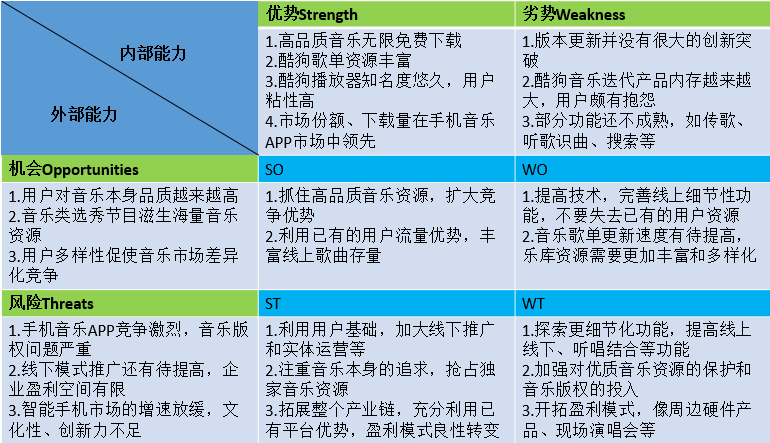 内部能力
外部能力
优势Strength
劣势Weakness
1.高品质音乐无限免费下载
2.酷狗歌单资源丰富
3.酷狗播放器知名度悠久，用户
粘性高
4.市场份额、下载量在手机音乐
APP市场中领先
1.版本更新并没有很大的创新突
破
2.酷狗音乐迭代产品内存越来越
大，用户颇有抱怨
3.部分功能还不成熟，如传歌、
听歌识曲、搜索等
机会Opportunities
SO
WO
1.用户对音乐本身品质越来越高
2.音乐类选秀节目滋生海量音乐
资源
3.用户多样性促使音乐市场差异
化竞争
1.抓住高品质音乐资源，扩大竞
争优势
2.利用已有的用户流量优势，丰
富线上歌曲存量
1.提高技术，完善线上细节性功
能，不要失去已有的用户资源
2.音乐歌单更新速度有待提高，
乐库资源需要更加丰富和多样化
风险Threats
ST
WT
1.手机音乐APP竞争激烈，音乐版
权问题严重
2.线下模式推广还有待提高，企
业盈利空间有限
3.智能手机市场的增速放缓，文
化性、创新力不足
1.利用用户基础，加大线下推广
和实体运营等
2.注重音乐本身的追求，抢占独
家音乐资源
3.拓展整个产业链，充分利用已
有平台优势，盈利模式良性转变
1.探索更细节化功能，提高线上
线下、听唱结合等功能
2.加强对优质音乐资源的保护和
音乐版权的投入
3.开拓盈利模式，像周边硬件产
品、现场演唱会等